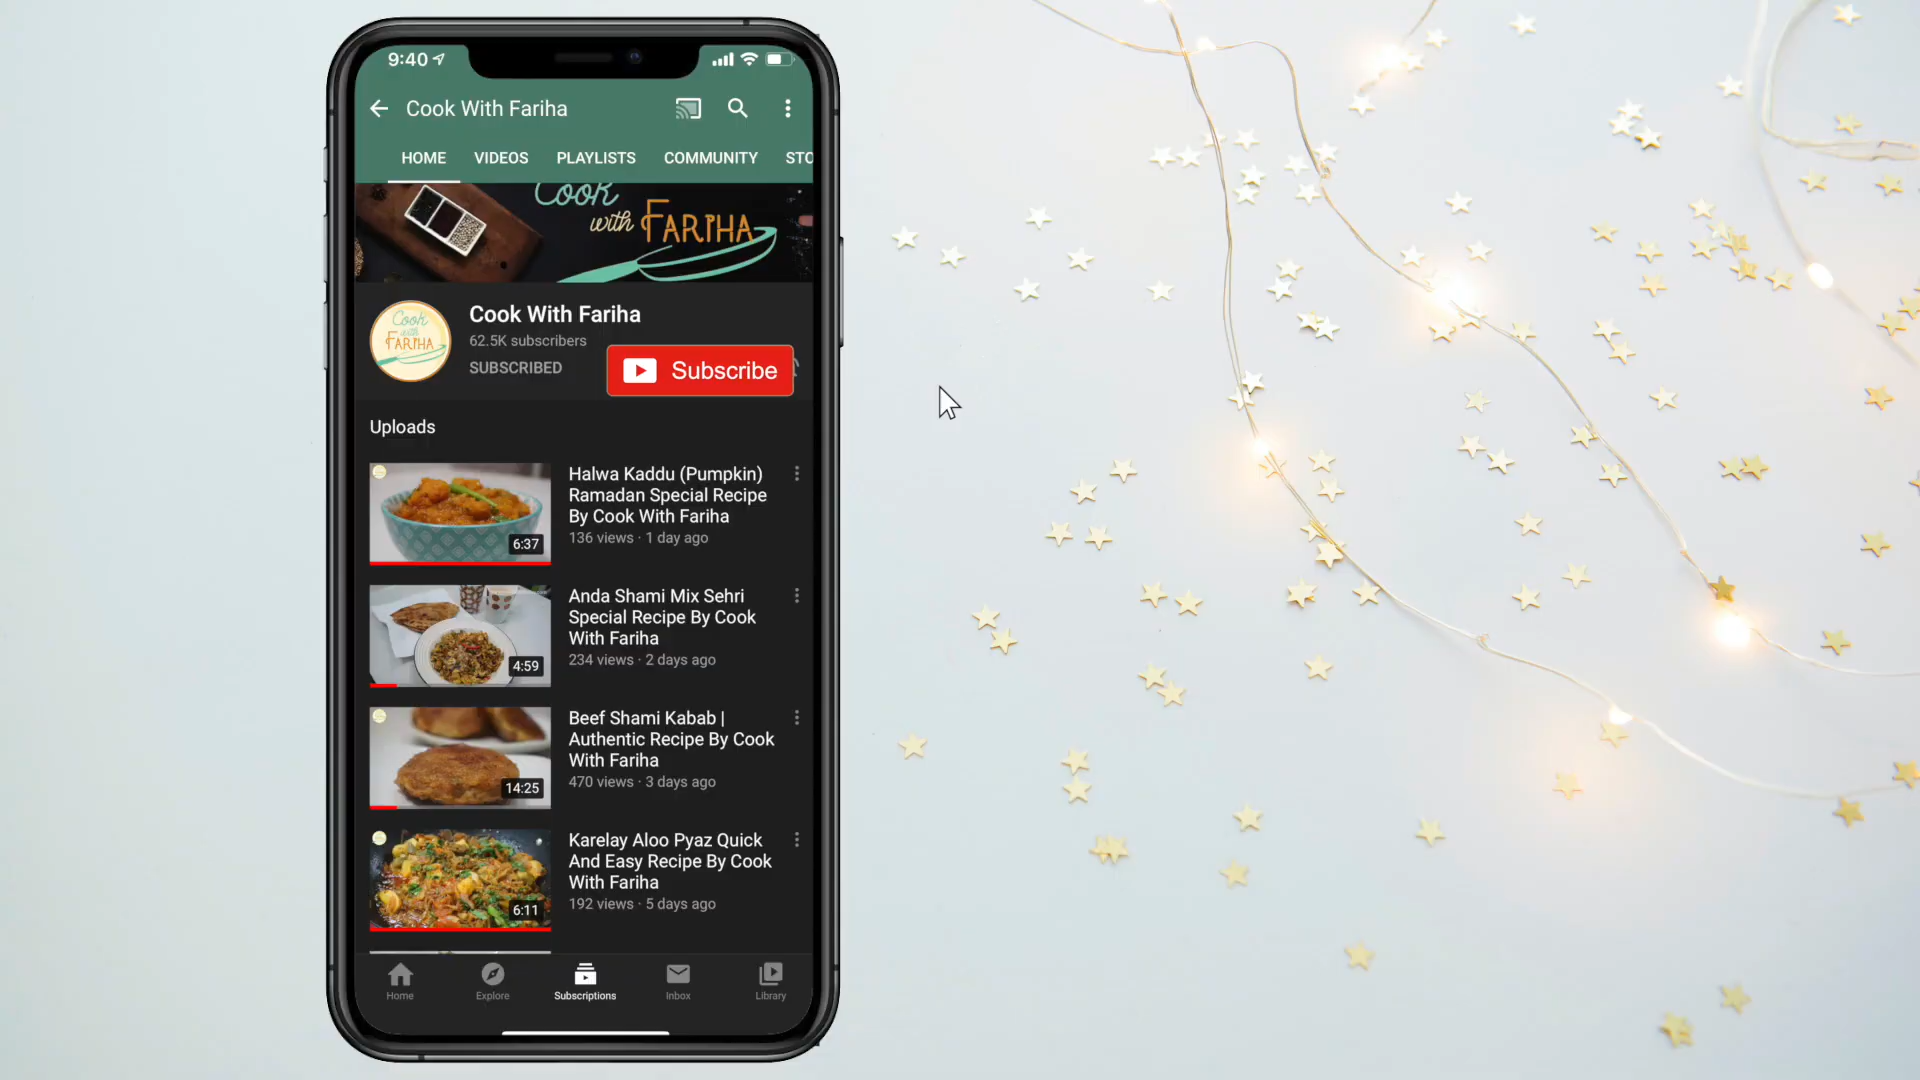 9:40
Cook With Fariha
HOME VIDEOS PLAYLISTS COMMUNITY STO
Cook
with FARIHA
Cook
with
FARIHA
Cook With Fariha
62.5K subscribers
SUBSCRIBED
Subscribe
Uploads
Halwa Kaddu (Pumpkin)
Ramadan Special Recipe
By Cook With Fariha
136 views · 1 day ago
6:37
Anda Shami Mix Sehri
Special Recipe By Cook
With Fariha
234 views · 2 days ago
4:59
Beef Shami Kabab |
Authentic Recipe By Cook
With Fariha
470 views · 3 days ago
14:25
Karelay Aloo Pyaz Quick
And Easy Recipe By Cook
With Fariha
192 views · 5 days ago
6:11
Home Explore Subscriptions Inbox Library